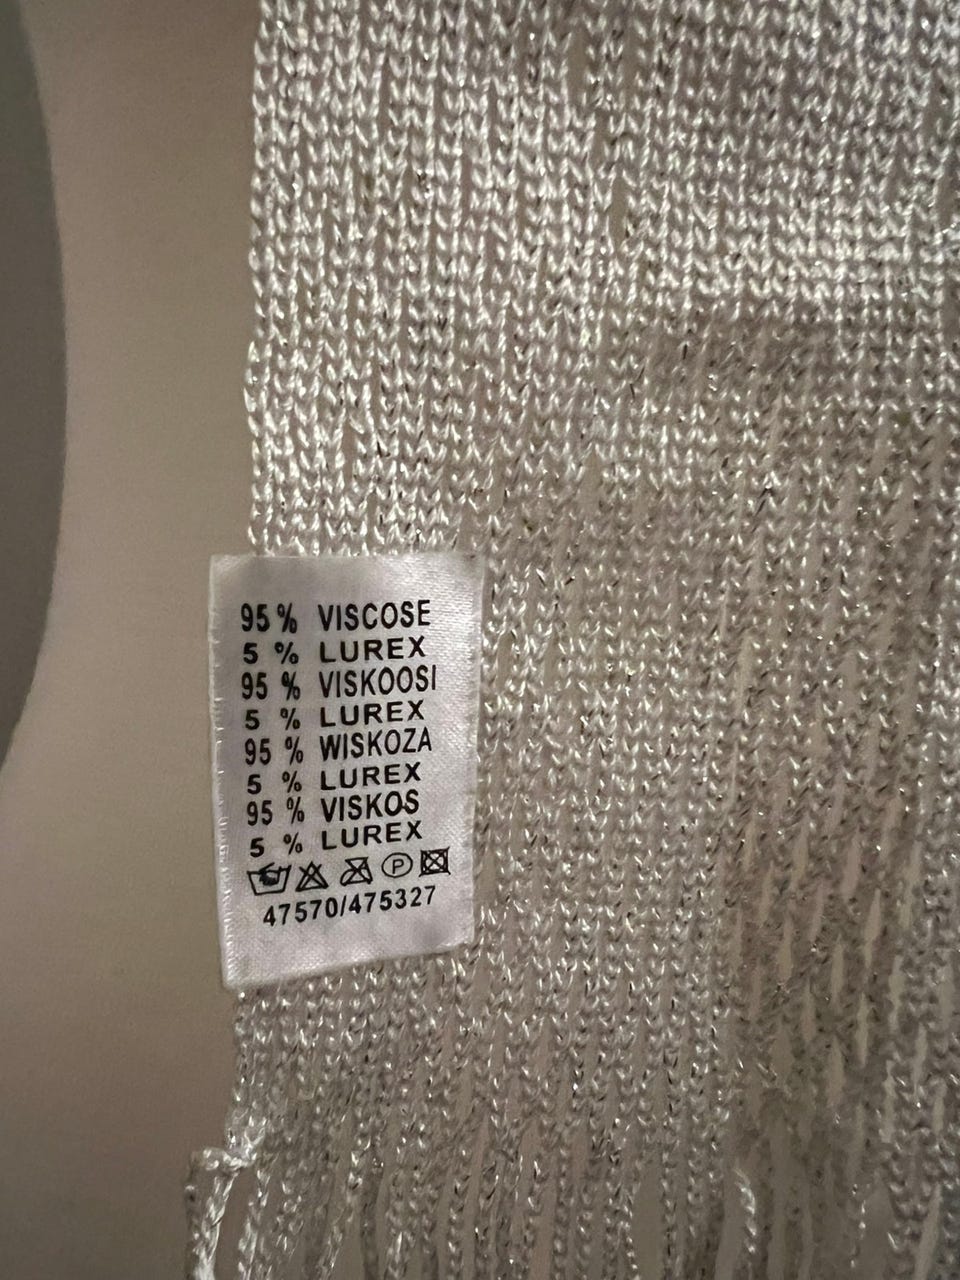 95 % VISCOSE
5 % LUREX
95 % VISKOOSI
5 % LUREX
95 % WISKOZA
5 % LUREX
95 % VISKOS
5 % LUREX
P
47570/475327